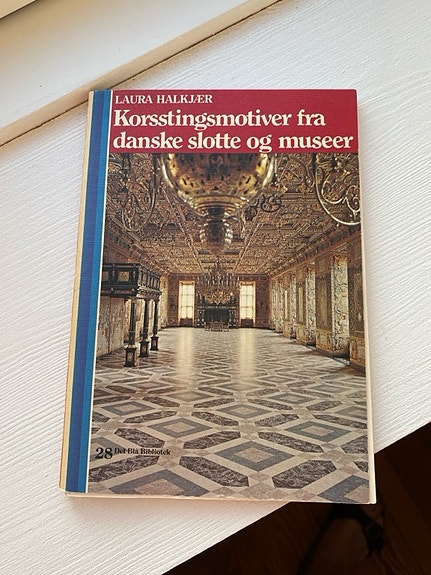 LAURA HALKJÆR
Korsstingsmotiver fra
danske slotte og museer
28 Det Blå Bibliotek